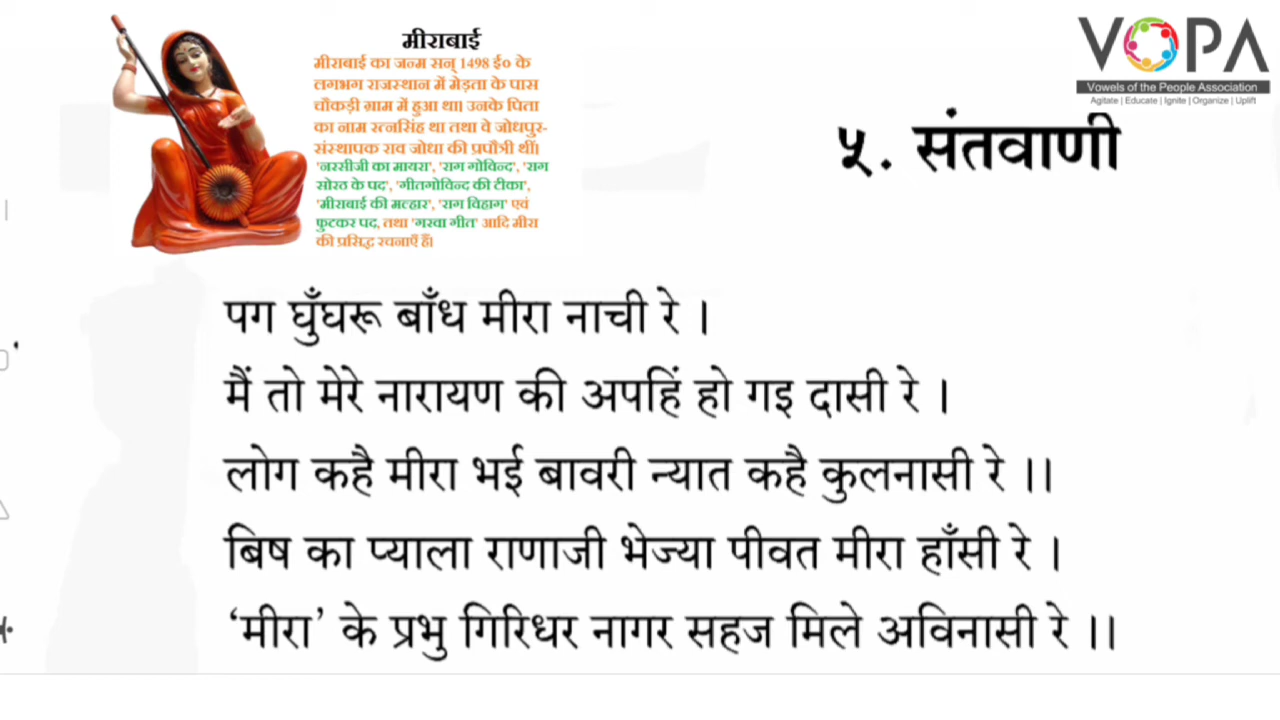 मीराबाई
मीराबाई का जन्म सन् 1498 ई० के
लगभग राजस्थान में मेड़ता के पास
चौकड़ी ग्राम में हुआ था। उनके पिता
का नाम रत्नसिंह था तथा वे जोधपुर-
संस्थापक राव जोधा की प्रपौत्री थीं।
'नरसीजी का मायरा', 'राग गोविन्द', 'राग
सोरठ के पद', 'गीतगोविन्द की टीका',
'मीराबाई की मल्हार', 'राग विहाग' एवं
फुटकर पद, तथा 'गरवा गीत' आदि मीरा
की प्रसिद्ध रचनाएँ हैं।
VOPA
Vowels of the People Association
Agitate | Educate | Ignite | Organize | Uplift
५. संतवाणी
पग घुँघरू बाँध मीरा नाची रे ।
मैं तो मेरे नारायण की अपहिं हो गइ दासी रे ।
लोग कहै मीरा भई बावरी न्यात कहै कुलनासी रे ।।
बिष का प्याला राणाजी भेज्या पीवत मीरा हाँसी रे ।
‘मीरा’ के प्रभु गिरिधर नागर सहज मिले अविनासी रे ।।